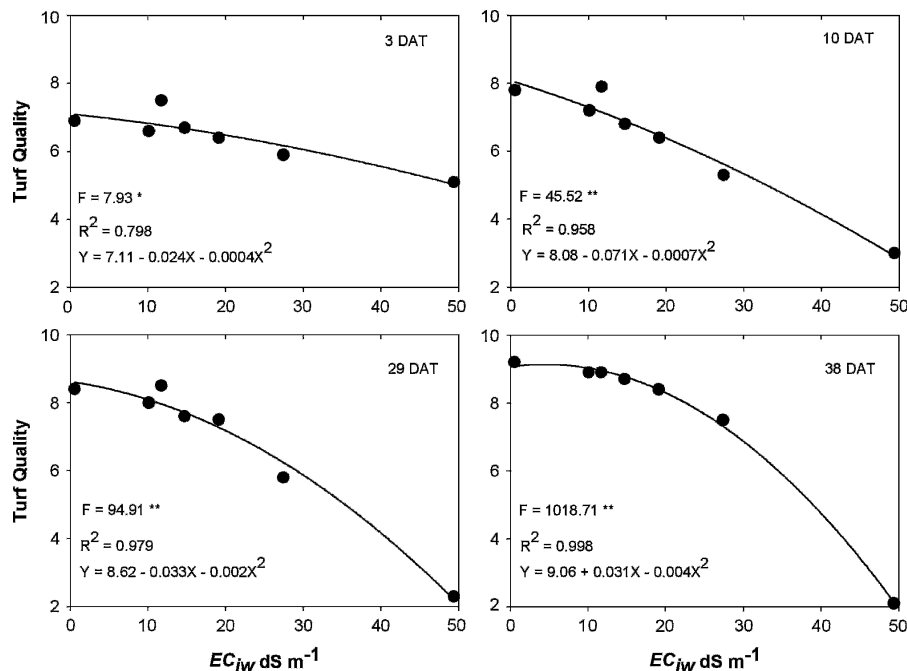 10
8
6
4
2
Turf Quality
3 DAT
F = 7.93 *
R² = 0.798
Y = 7.11 - 0.024X - 0.0004X²
0 10 20 30 40 50
10
8
6
4
2
10 DAT
F = 45.52 **
R² = 0.958
Y = 8.08 - 0.071X - 0.0007X²
0 10 20 30 40 50
10
8
6
4
2
Turf Quality
29 DAT
F = 94.91 **
R² = 0.979
Y = 8.62 - 0.033X - 0.002X²
0 10 20 30 40 50
EC_iw dS m⁻¹
10
8
6
4
2
38 DAT
F = 1018.71 **
R² = 0.998
Y = 9.06 + 0.031X - 0.004X²
0 10 20 30 40 50
EC_iw dS m⁻¹